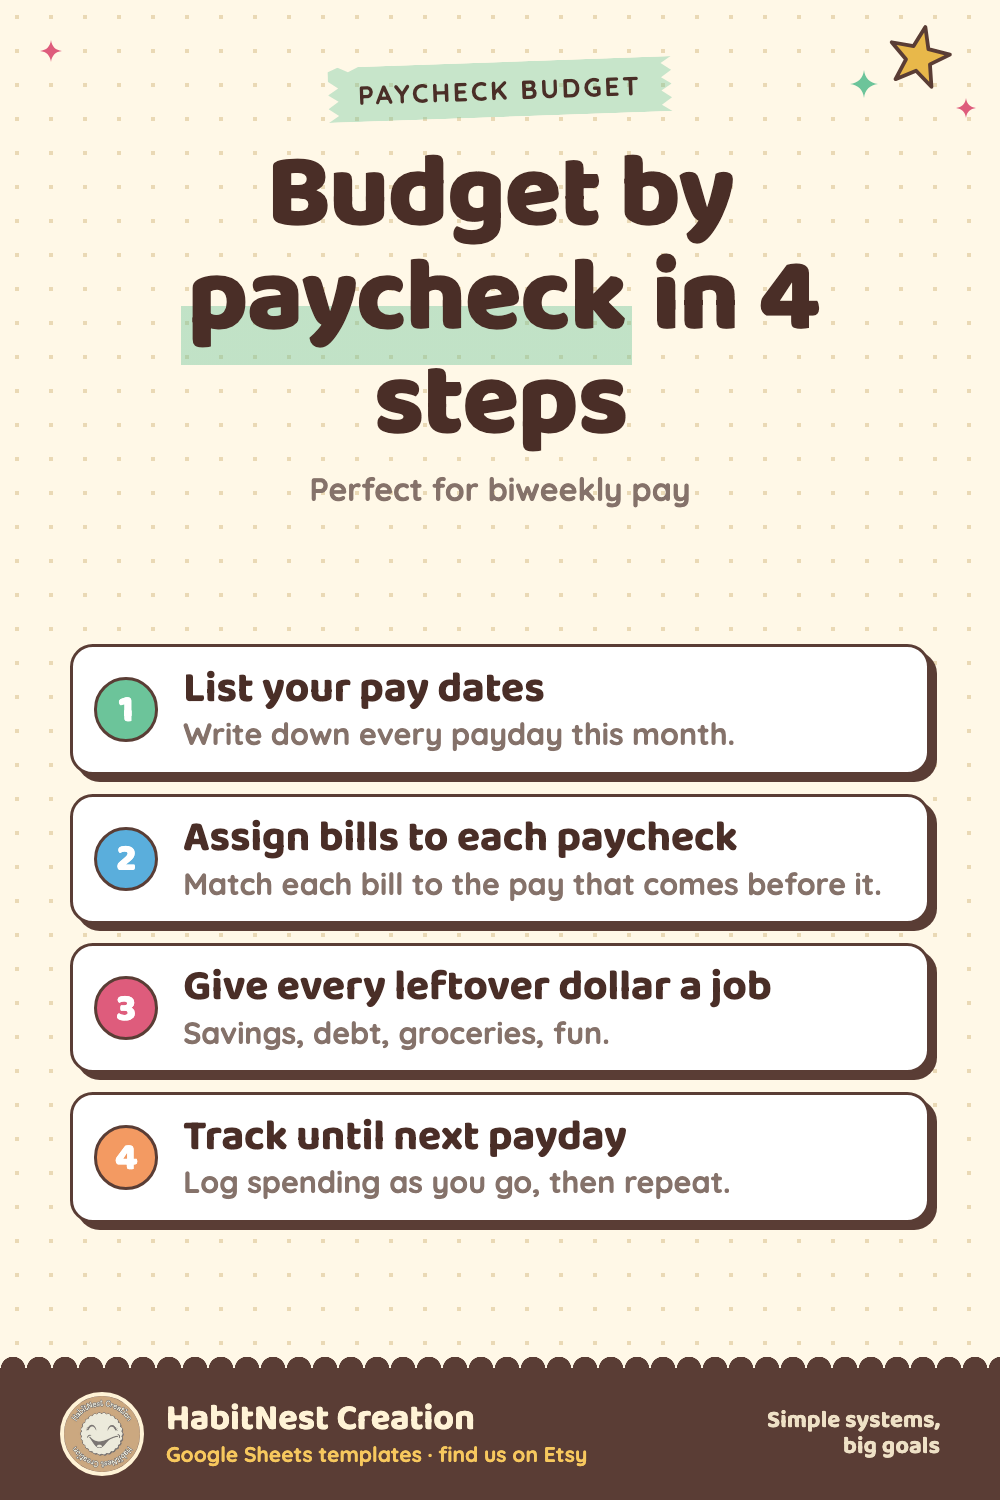 PAYCHECK BUDGET
Budget by
paycheck in 4
steps
Perfect for biweekly pay
1
List your pay dates
Write down every payday this month.
2
Assign bills to each paycheck
Match each bill to the pay that comes before it.
3
Give every leftover dollar a job
Savings, debt, groceries, fun.
4
Track until next payday
Log spending as you go, then repeat.
HabitNest Creation
HabitNest Creation
Google Sheets templates · find us on Etsy
Simple systems,
big goals